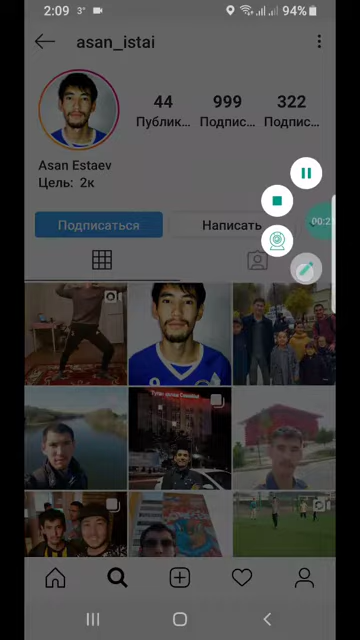 2:09 3° 94%
asan_istai
44 999 322
Публик... Подпис... Подпис...
Asan Estaev
Цель: 2к
Подписаться Написать